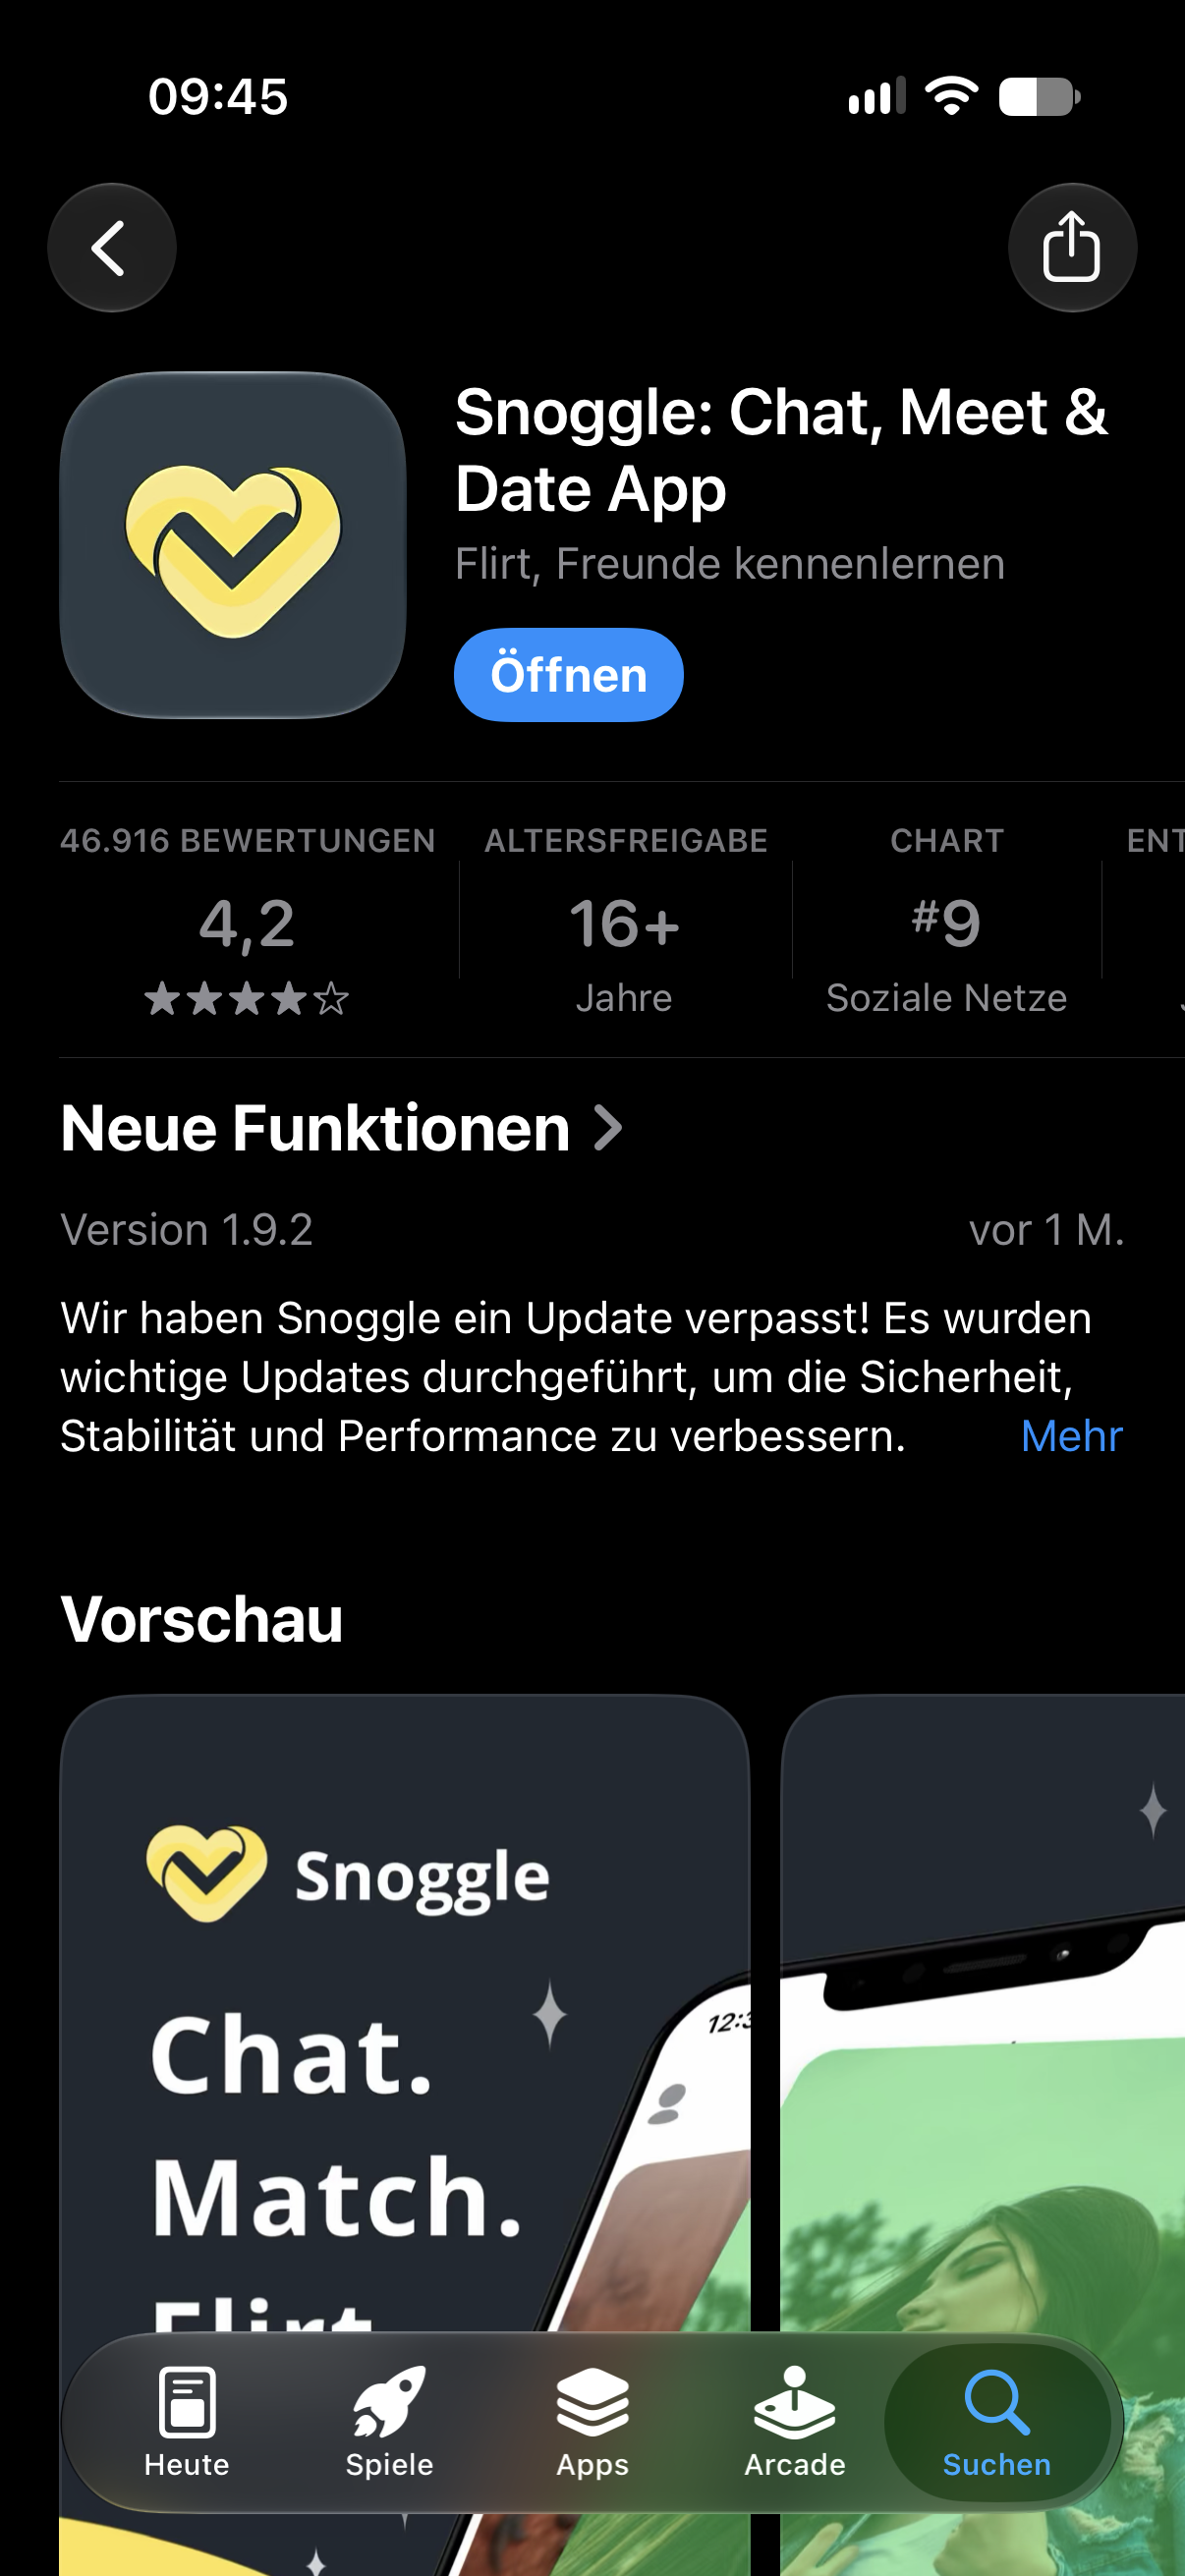 09:45
Snoggle: Chat, Meet &
Date App
Flirt, Freunde kennenlernen
Öffnen
46.916 BEWERTUNGEN
4,2
ALTERSFREIGABE
16+
Jahre
CHART
#9
Soziale Netze
Neue Funktionen
Version 1.9.2
vor 1 M.
Wir haben Snoggle ein Update verpasst! Es wurden
wichtige Updates durchgeführt, um die Sicherheit,
Stabilität und Performance zu verbessern.
Mehr
Vorschau
Snoggle
Chat.
Match.
Flirt
Heute
Spiele
Apps
Arcade
Suchen